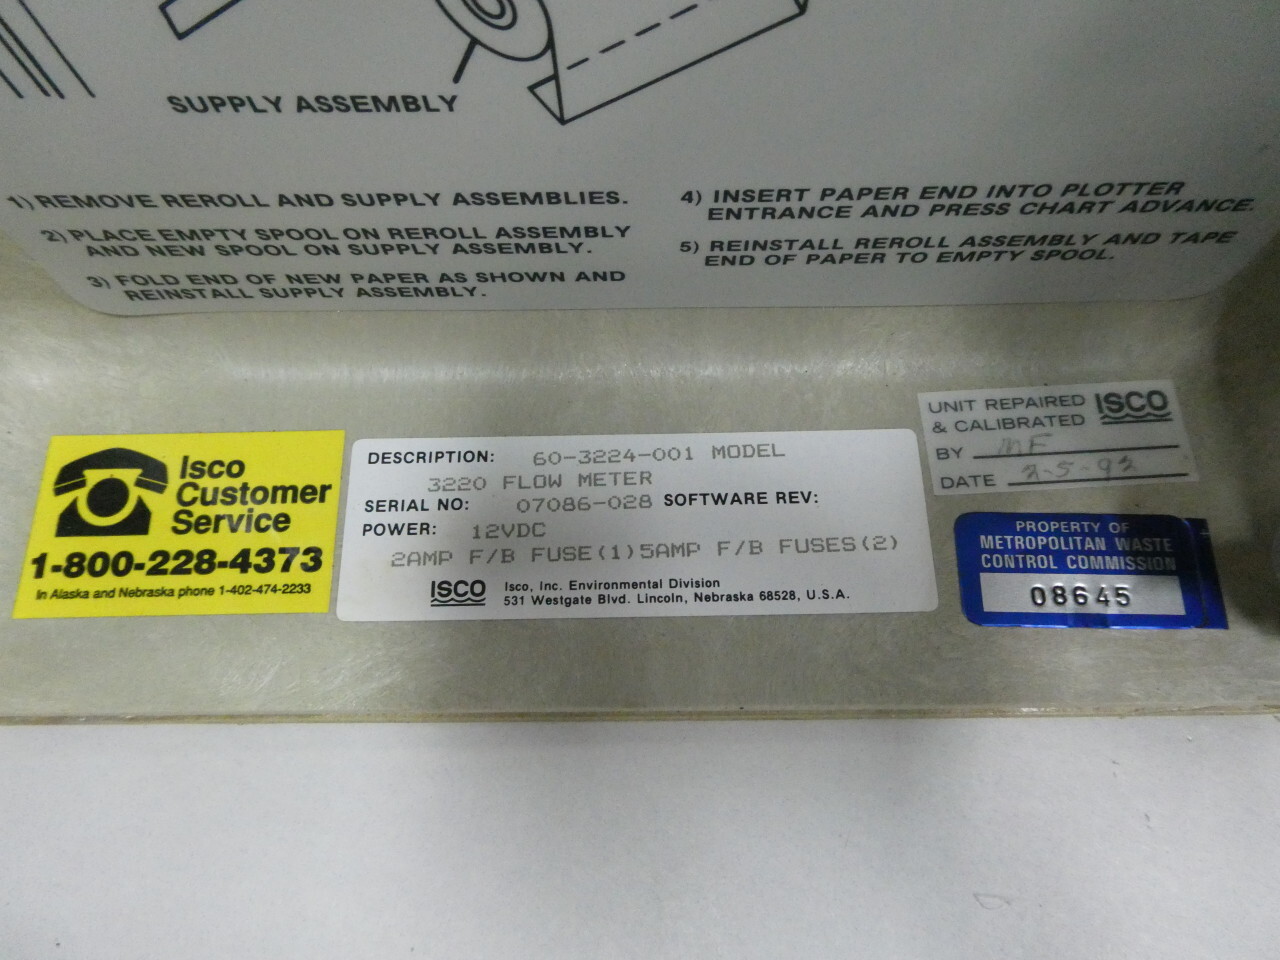 SUPPLY ASSEMBLY
1) REMOVE REROLL AND SUPPLY ASSEMBLIES.
2) PLACE EMPTY SPOOL ON REROLL ASSEMBLY
AND NEW SPOOL ON SUPPLY ASSEMBLY.
3) FOLD END OF NEW PAPER AS SHOWN AND
REINSTALL SUPPLY ASSEMBLY.
4) INSERT PAPER END INTO PLOTTER
ENTRANCE AND PRESS CHART ADVANCE.
5) REINSTALL REROLL ASSEMBLY AND TAPE
END OF PAPER TO EMPTY SPOOL.
Isco
Customer
Service
1-800-228-4373
In Alaska and Nebraska phone 1-402-474-2233
DESCRIPTION: 60-3224-001 MODEL
3220 FLOW METER
SERIAL NO: 07086-028 SOFTWARE REV:
POWER: 12VDC
2AMP F/B FUSE(1)5AMP F/B FUSES(2)
ISCO Isco, Inc. Environmental Division
531 Westgate Blvd. Lincoln, Nebraska 68528, U.S.A.
UNIT REPAIRED ISCO
& CALIBRATED
BY MF
DATE 2-5-92
PROPERTY OF
METROPOLITAN WASTE
CONTROL COMMISSION
08645